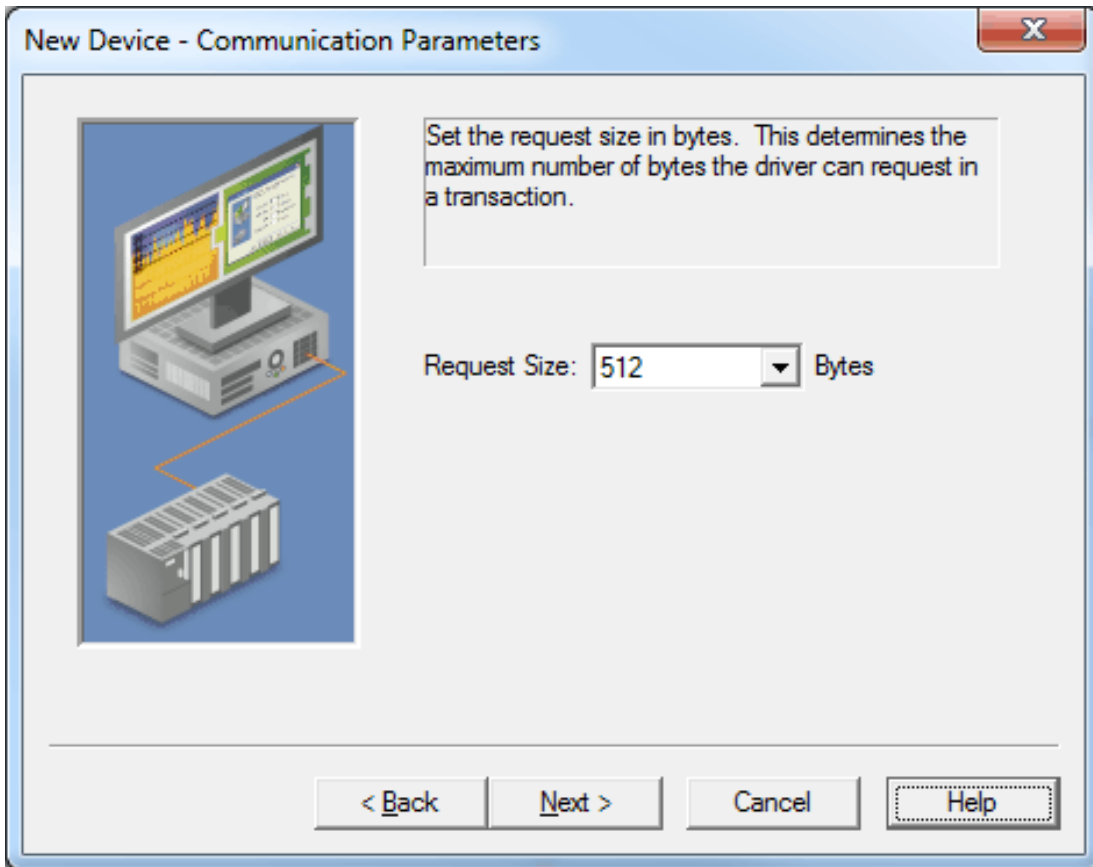 New Device - Communication Parameters
Set the request size in bytes.  This determines the
maximum number of bytes the driver can request in
a transaction.
Request Size: 512 Bytes
< Back Next > Cancel Help